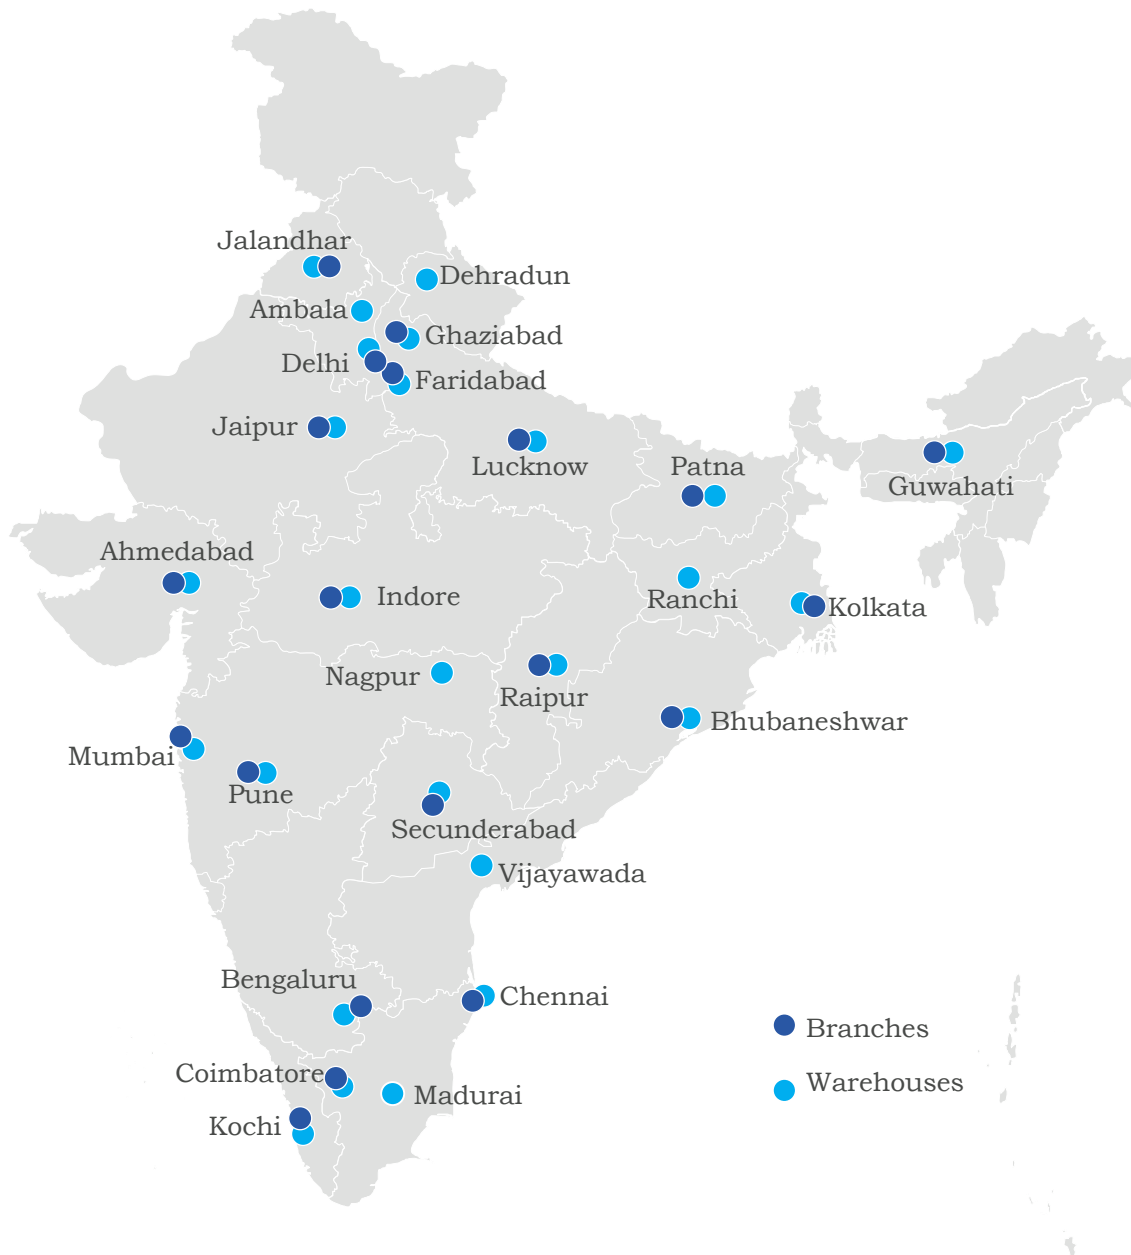 Jalandhar
Dehradun
Ambala
Ghaziabad
Delhi
Faridabad
Jaipur
Lucknow
Patna
Guwahati
Ahmedabad
Indore
Ranchi
Kolkata
Nagpur
Raipur
Bhubaneshwar
Mumbai
Pune
Secunderabad
Vijayawada
Bengaluru
Chennai
Branches
Coimbatore
Madurai
Warehouses
Kochi